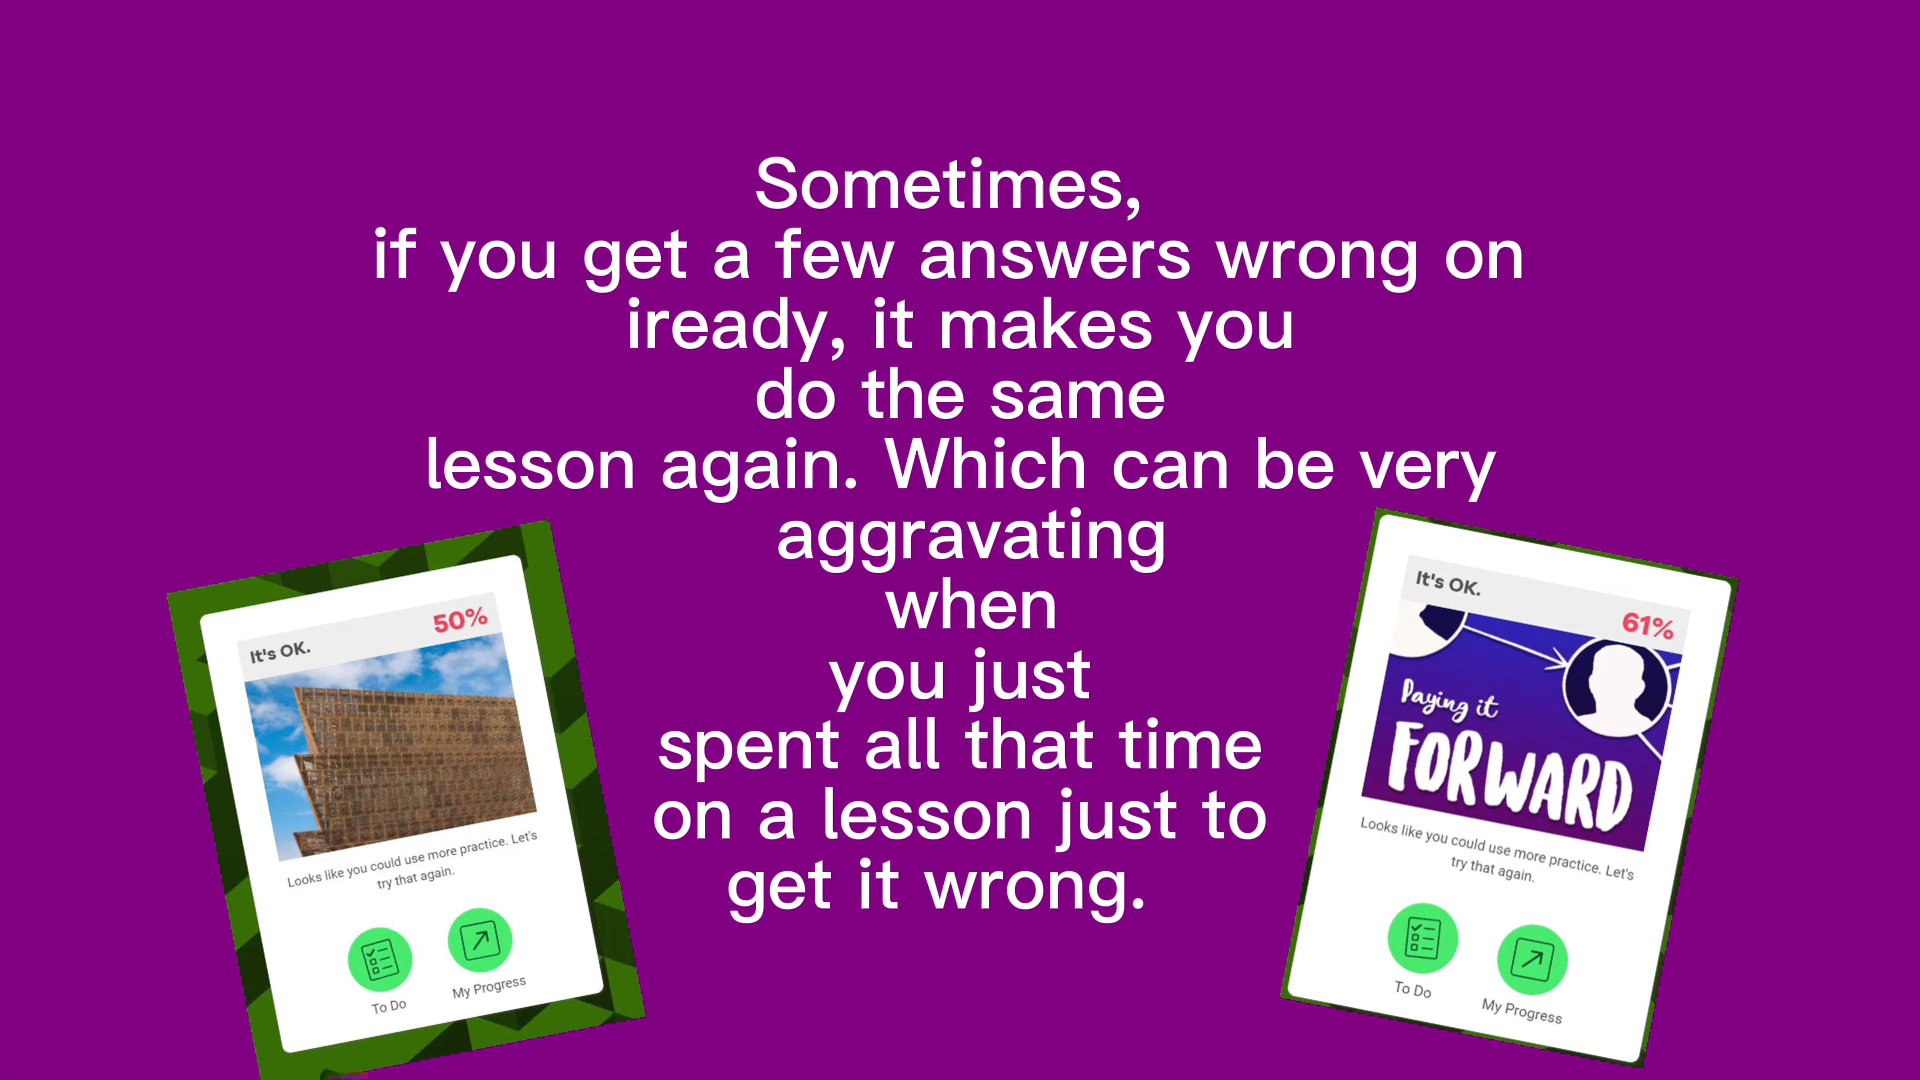 Sometimes,
if you get a few answers wrong on
iready, it makes you
do the same
lesson again. Which can be very
aggravating
when
you just
spent all that time
on a lesson just to
get it wrong.
It's OK.
50%
Looks like you could use more practice. Let's
try that again.
To Do
My Progress
It's OK.
61%
Paying it
FORWARD
Looks like you could use more practice. Let's
try that again.
To Do
My Progress